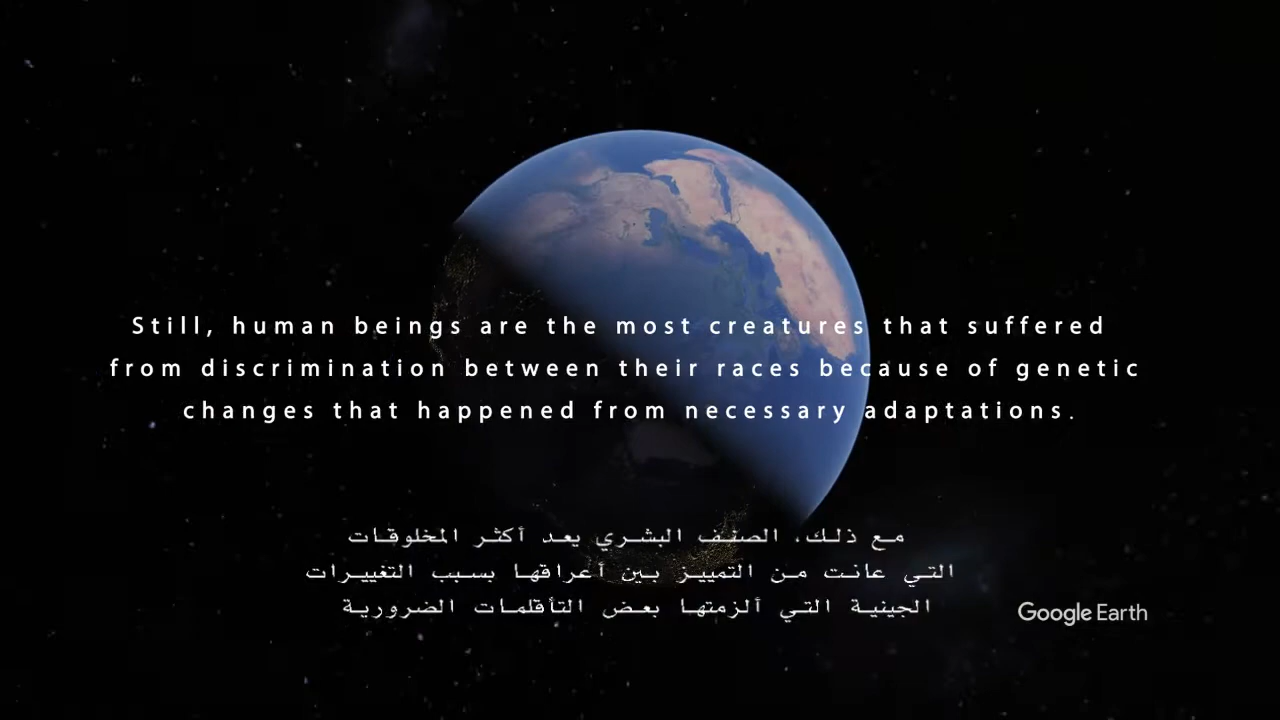 Still, human beings are the most creatures that suffered
from discrimination between their races because of genetic
changes that happened from necessary adaptations.
مع ذلك، الصنف البشري يعد أكثر المخلوقات
التي عانت من التمييز بين أعراقها بسبب التغييرات
الجينية التي ألزمتها بعض التأقلمات الضرورية
Google Earth